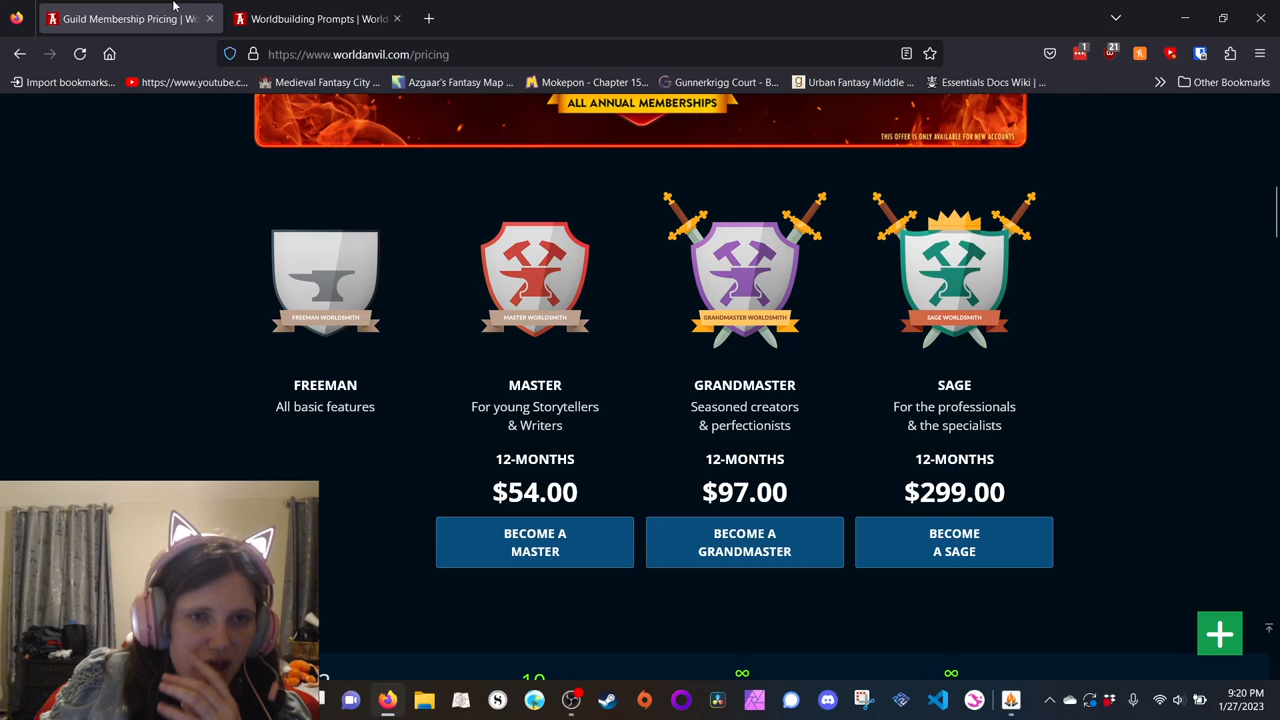 Guild Membership Pricing | Wo
Worldbuilding Prompts | World
https://www.worldanvil.com/pricing
1
21
Import bookmarks...
https://www.youtube.c...
Medieval Fantasy City ...
Azgaar's Fantasy Map ...
Mokepon - Chapter 15...
Gunnerkrigg Court - B...
Urban Fantasy Middle ...
Essentials Docs Wiki | ...
Other Bookmarks
ALL ANNUAL MEMBERSHIPS
THIS OFFER IS ONLY AVAILABLE FOR NEW ACCOUNTS
FREEMAN WORLDSMITH
MASTER WORLDSMITH
GRANDMASTER WORLDSMITH
SAGE WORLDSMITH
FREEMAN
All basic features
MASTER
For young Storytellers
& Writers
12-MONTHS
$54.00
BECOME A
MASTER
GRANDMASTER
Seasoned creators
& perfectionists
12-MONTHS
$97.00
BECOME A
GRANDMASTER
SAGE
For the professionals
& the specialists
12-MONTHS
$299.00
BECOME
A SAGE
10
∞
∞
9:20 PM
1/27/2023